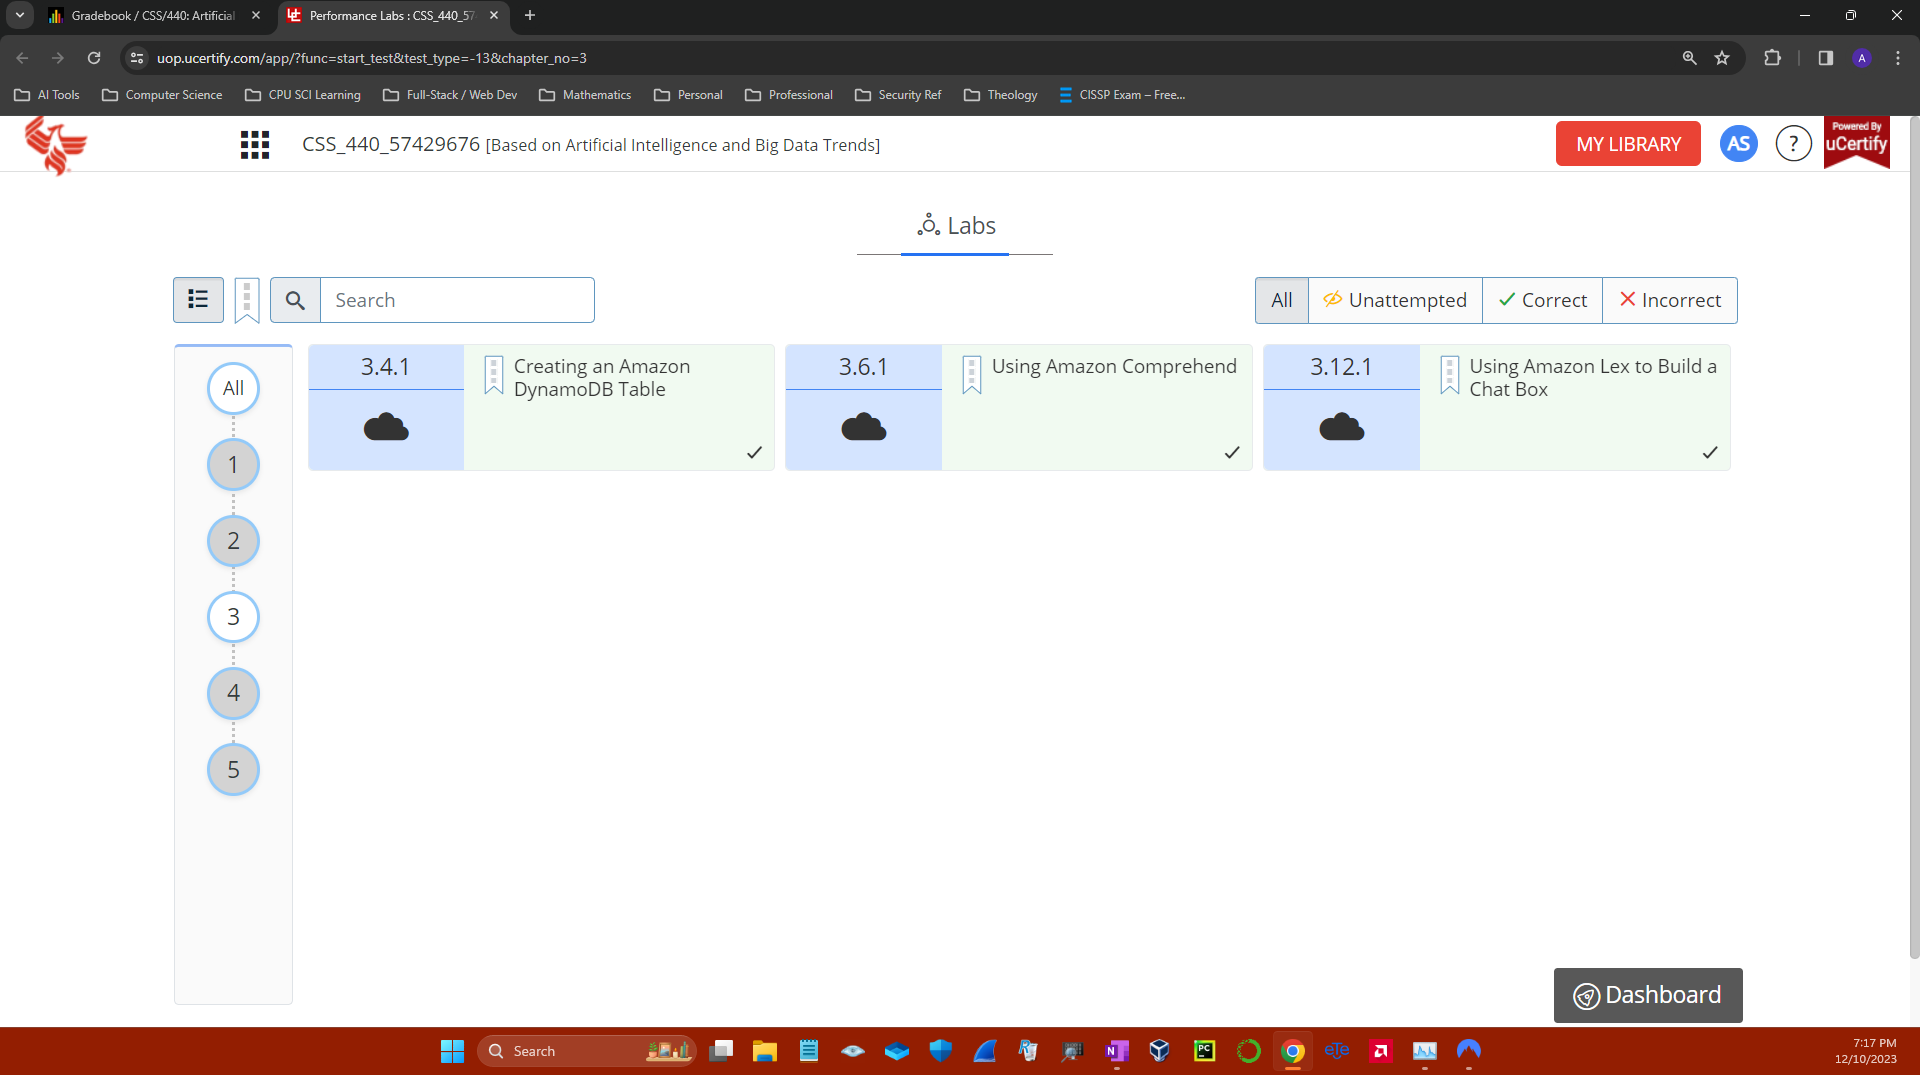 Gradebook / CSS/440: Artificial
Performance Labs : CSS_440_57
uop.ucertify.com/app/?func=start_test&test_type=-13&chapter_no=3
A
AI Tools
Computer Science
CPU SCI Learning
Full-Stack / Web Dev
Mathematics
Personal
Professional
Security Ref
Theology
CISSP Exam – Free...
CSS_440_57429676 [Based on Artificial Intelligence and Big Data Trends]
MY LIBRARY
AS
?
Powered By
uCertify
Labs
Search
All
Unattempted
Correct
Incorrect
All
1
2
3
4
5
3.4.1
Creating an Amazon
DynamoDB Table
3.6.1
Using Amazon Comprehend
3.12.1
Using Amazon Lex to Build a
Chat Box
Dashboard
Search
7:17 PM
12/10/2023